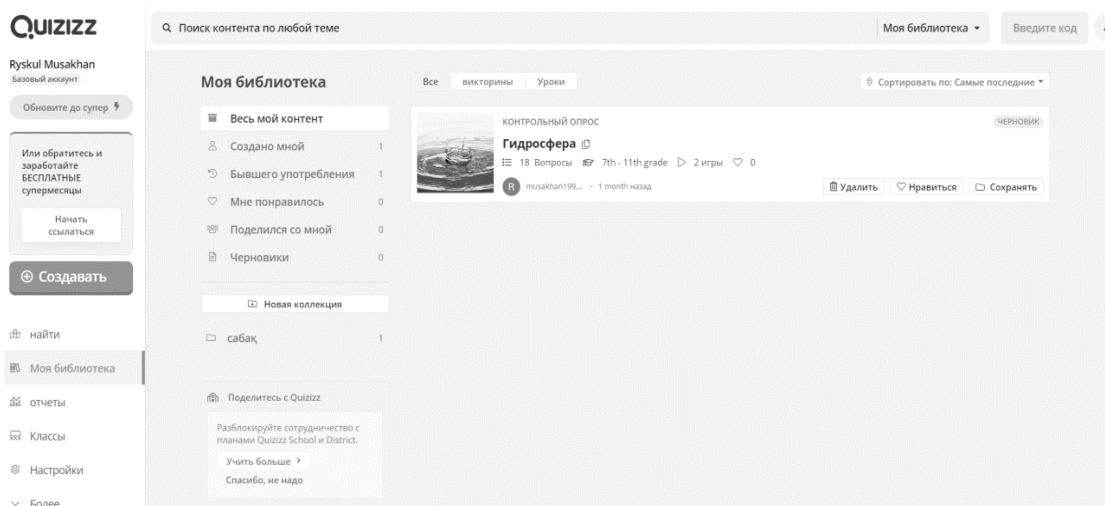 QUIZIZZ
Поиск контента по любой теме
Моя библиотека
Введите код
Ryskul Musakhan
Базовый аккаунт
Обновите до супер
Или обратитесь и
заработайте
БЕСПЛАТНЫЕ
супермесяцы
Начать
ссылаться
Создавать
найти
Моя библиотека
отчеты
Классы
Настройки
Более
Моя библиотека
Весь мой контент
Создано мной 1
Бывшего употребления 1
Мне понравилось 0
Поделился со мной 0
Черновики 0
Новая коллекция
сабақ 1
Поделитесь с Quizizz
Разблокируйте сотрудничество с
планами Quizizz School и District.
Учить больше >
Спасибо, не надо
Все викторины Уроки
Сортировать по: Самые последние
КОНТРОЛЬНЫЙ ОПРОС
ЧЕРНОВИК
Гидросфера
18 Вопросы 7th - 11th grade 2 игры 0
R musakhan199... · 1 month назад
Удалить Нравиться Сохранять